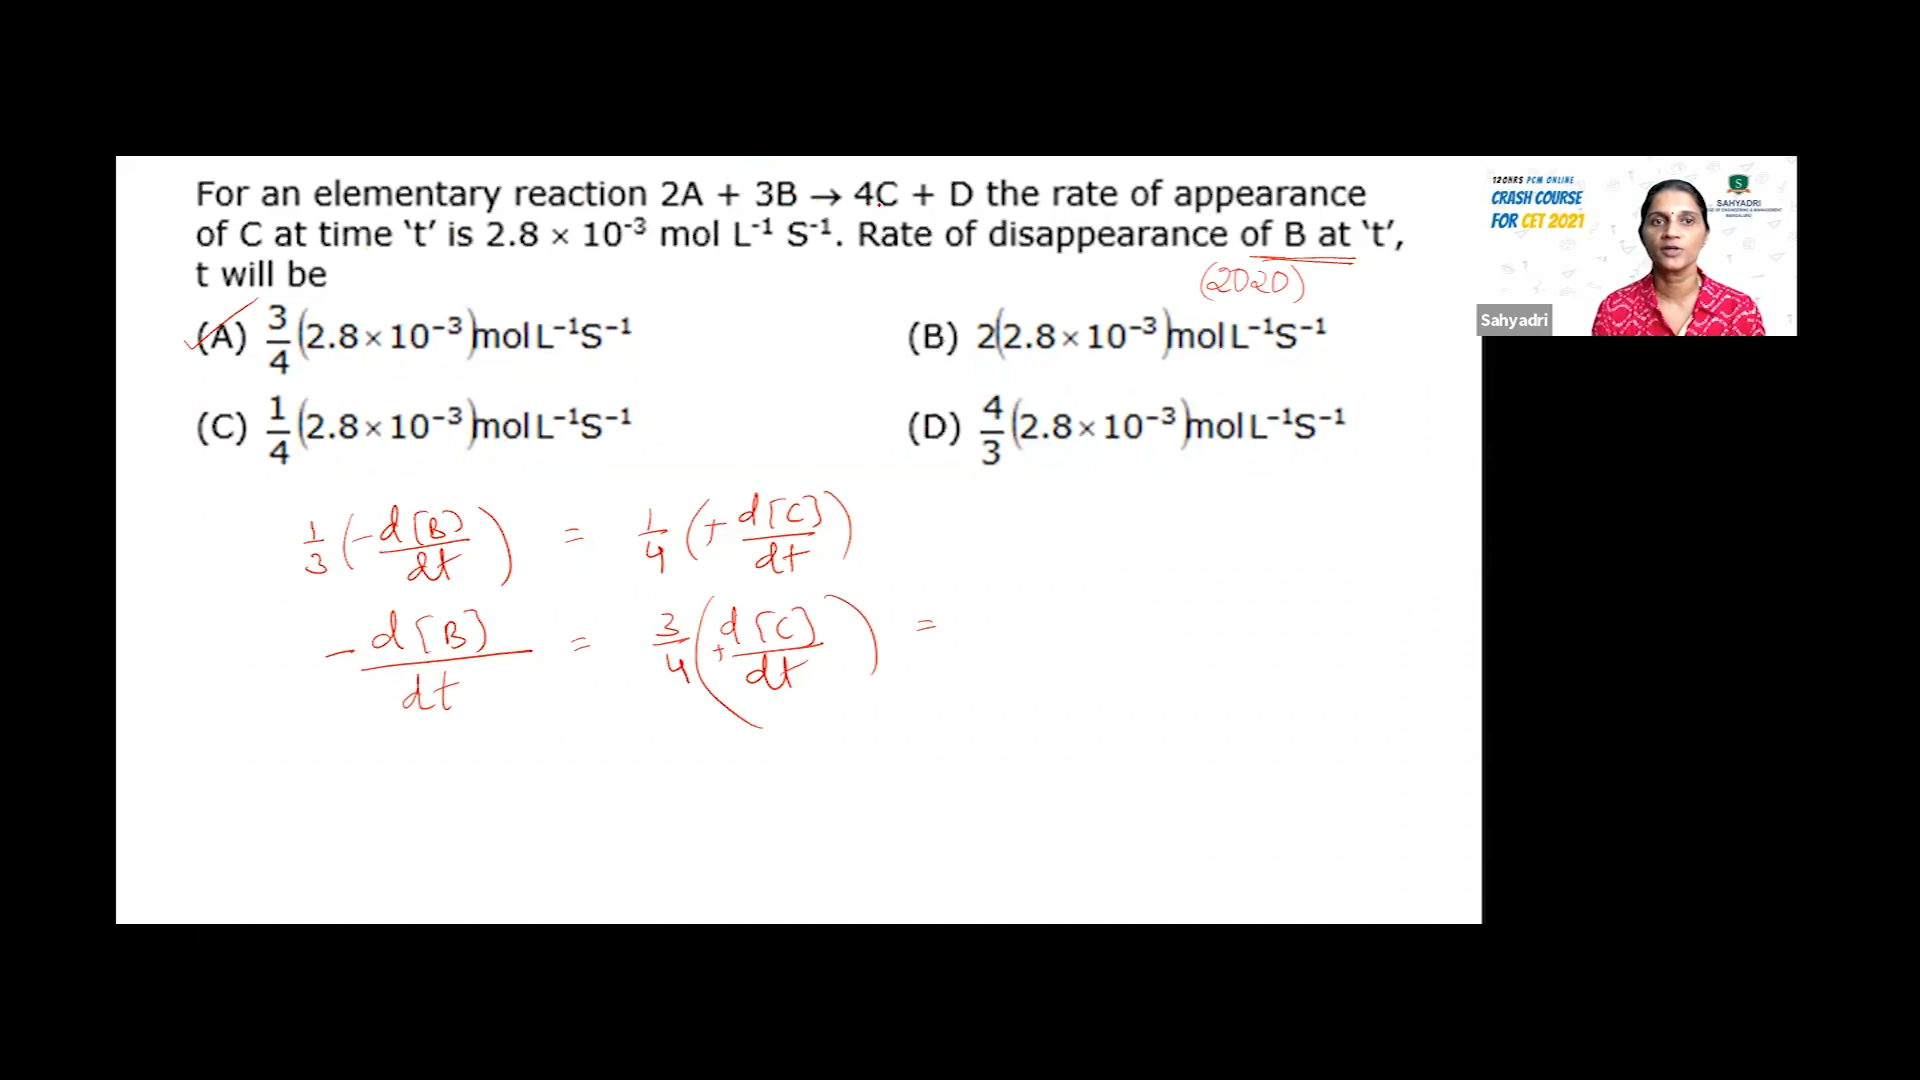 For an elementary reaction 2A + 3B → 4C + D the rate of appearance
of C at time ‘t’ is 2.8 × 10⁻³ mol L⁻¹ S⁻¹. Rate of disappearance of B at ‘t’,
t will be
(2020)
(A) 3/4 (2.8 × 10⁻³) mol L⁻¹S⁻¹
(B) 2(2.8 × 10⁻³) mol L⁻¹S⁻¹
(C) 1/4 (2.8 × 10⁻³) mol L⁻¹S⁻¹
(D) 4/3 (2.8 × 10⁻³) mol L⁻¹S⁻¹
1/3 (-d[B]/dt) = 1/4 (+d[C]/dt)
-d[B]/dt = 3/4 (+d[C]/dt) =
120HRS PCM ONLINE
CRASH COURSE
FOR CET 2021
S
SAHYADRI
Sahyadri